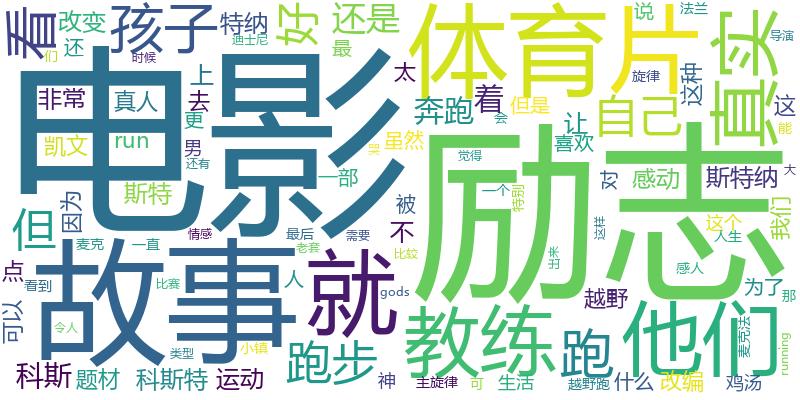 看
改变
还
孩子
特纳
迪士尼
好
还是
最
体育片
说
法兰
真实
导演
们
时候
电影
非常
真人
上
去
更
太
奔跑
着
但是
会
旋律
自己
这种
这
能
凯文
run
男
还有
虽然
哭
让
喜欢
斯特
一部
励志
觉得
一个
特别
对
感动
斯特纳
大
但
因为
被
不
这样
这个
人生
我们
麦克
一直
情感
最后
老套
需要
比较
出来
感人
点
看到
故事
比赛
人
就
gods
越野
为了
那
可以
令人
类型
小镇
教练
跑
他们
麦克法
running
科斯
题材
科斯特
运动
跑步
神
主旋律
可
生活
越野跑
什么
改编
鸡汤